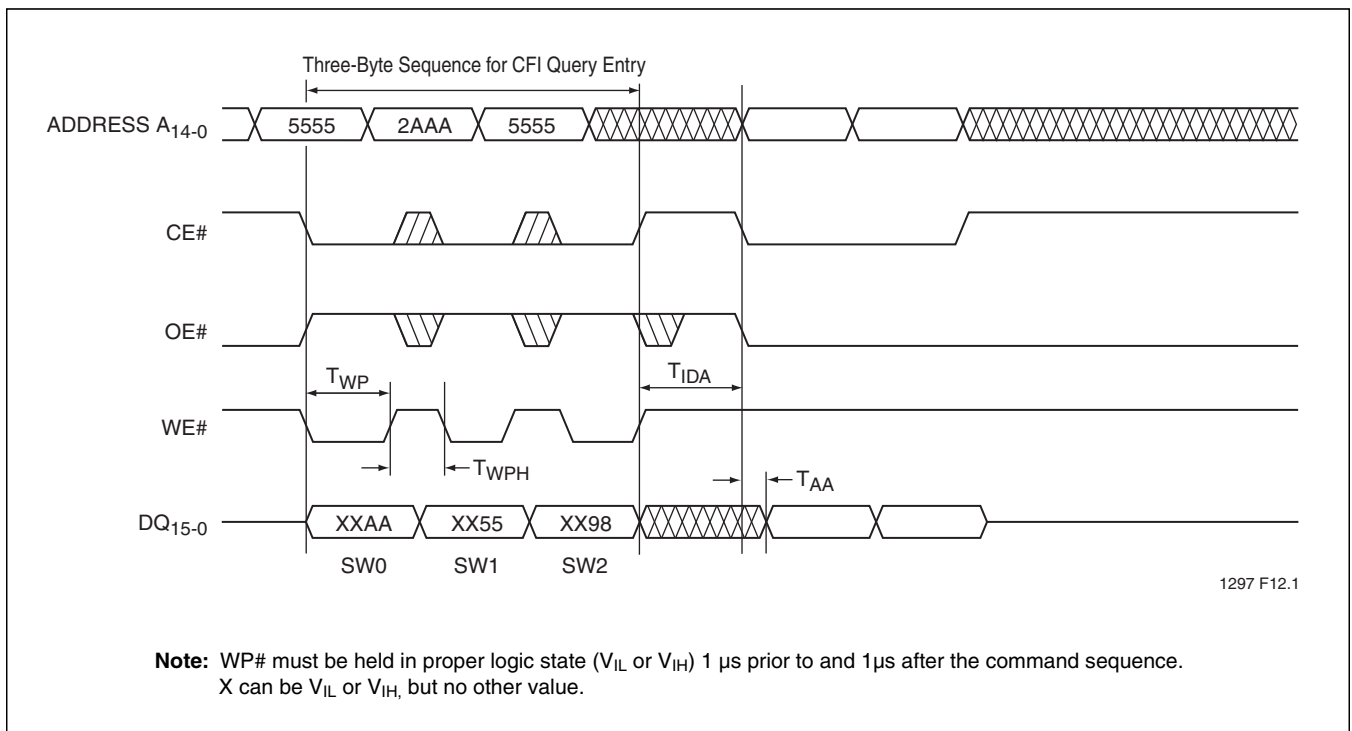 Three-Byte Sequence for CFI Query Entry
ADDRESS A14-0
5555 2AAA 5555
CE#
OE#
TWP
TIDA
WE#
TWPH
TAA
DQ15-0
XXAA XX55 XX98
SW0 SW1 SW2
1297 F12.1
Note: WP# must be held in proper logic state (VIL or VIH) 1 µs prior to and 1µs after the command sequence.
X can be VIL or VIH, but no other value.